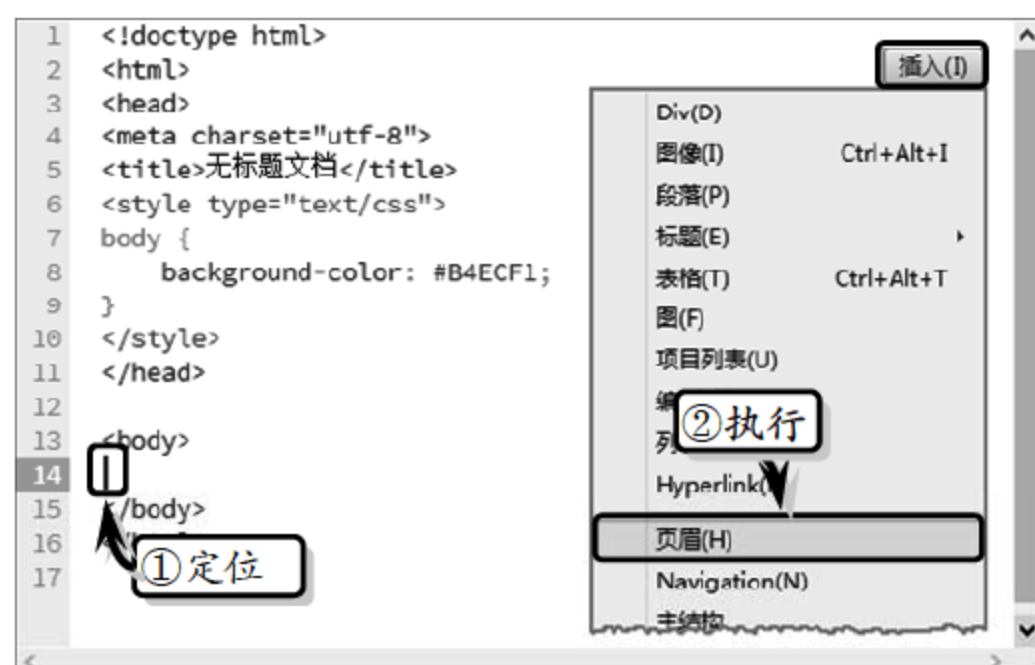 1 <!doctype html>
2 <html>
3 <head>
4 <meta charset="utf-8">
5 <title>无标题文档</title>
6 <style type="text/css">
7 body {
8 background-color: #B4ECF1;
9 }
10 </style>
11 </head>
12
13 <body>
14
15 </body>
16
17
①定位
插入(I)
Div(D)
图像(I) Ctrl+Alt+I
段落(P)
标题(E)
表格(T) Ctrl+Alt+T
图(F)
项目列表(U)
编
列
②执行
Hyperlink(
页眉(H)
Navigation(N)
主结构